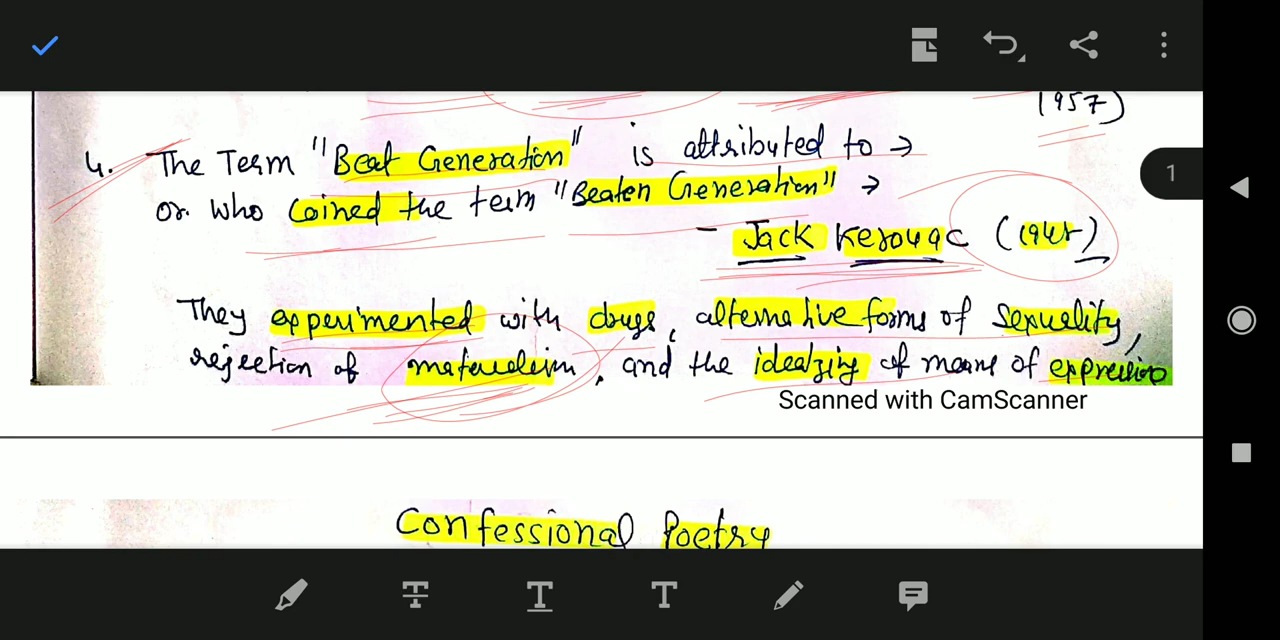 1957)
1
4. The Term "Beat Generation" is attributed to →
or who coined the term "Beaten Generation" →
- Jack Kerouac (1948)
They experimented with drugs, alternative forms of sexuality,
rejection of materialism, and the idealzing of means of expression
Scanned with CamScanner
Confessional Poetry